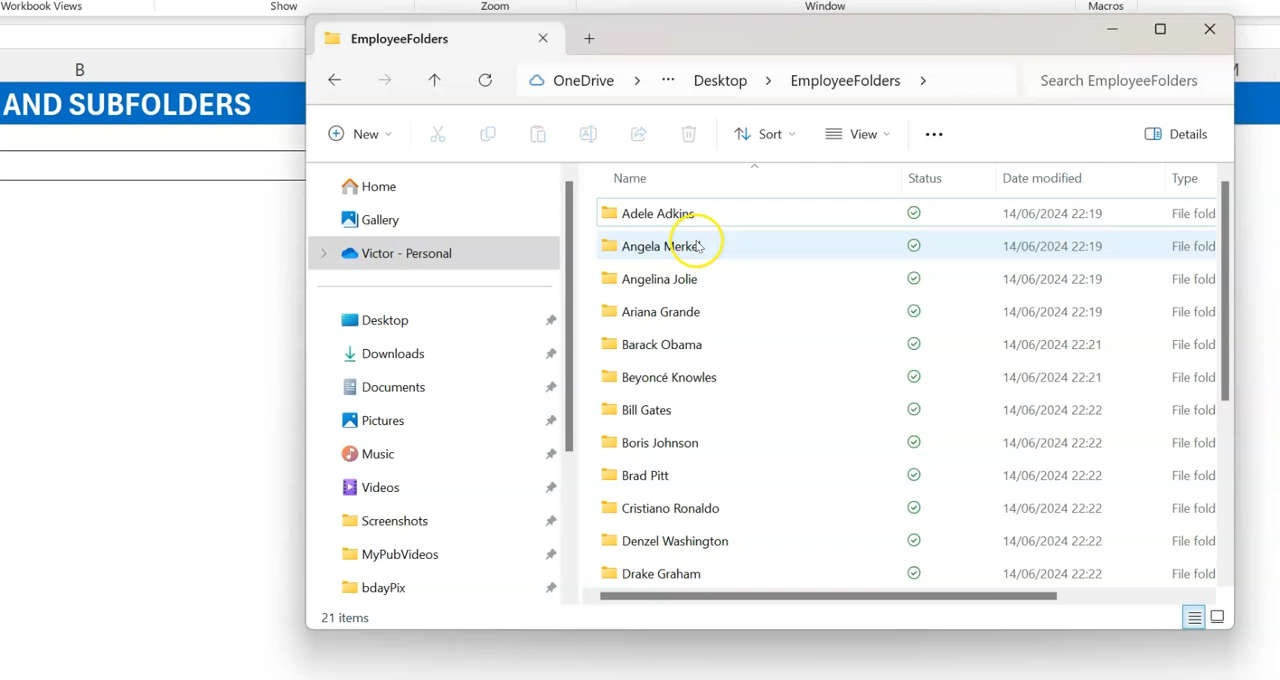 Workbook Views Show Zoom Window Macros
B
AND SUBFOLDERS
EmployeeFolders
OneDrive > ... Desktop > EmployeeFolders > Search EmployeeFolders
New Sort View ... Details
Home
Gallery
Victor - Personal
Desktop
Downloads
Documents
Pictures
Music
Videos
Screenshots
MyPubVideos
bdayPix
Name Status Date modified Type
Adele Adkins 14/06/2024 22:19 File fold
Angela Merke 14/06/2024 22:19 File fold
Angelina Jolie 14/06/2024 22:19 File fold
Ariana Grande 14/06/2024 22:19 File fold
Barack Obama 14/06/2024 22:21 File fold
Beyoncé Knowles 14/06/2024 22:21 File fold
Bill Gates 14/06/2024 22:22 File fold
Boris Johnson 14/06/2024 22:22 File fold
Brad Pitt 14/06/2024 22:22 File fold
Cristiano Ronaldo 14/06/2024 22:22 File fold
Denzel Washington 14/06/2024 22:22 File fold
Drake Graham 14/06/2024 22:22 File fold
21 items